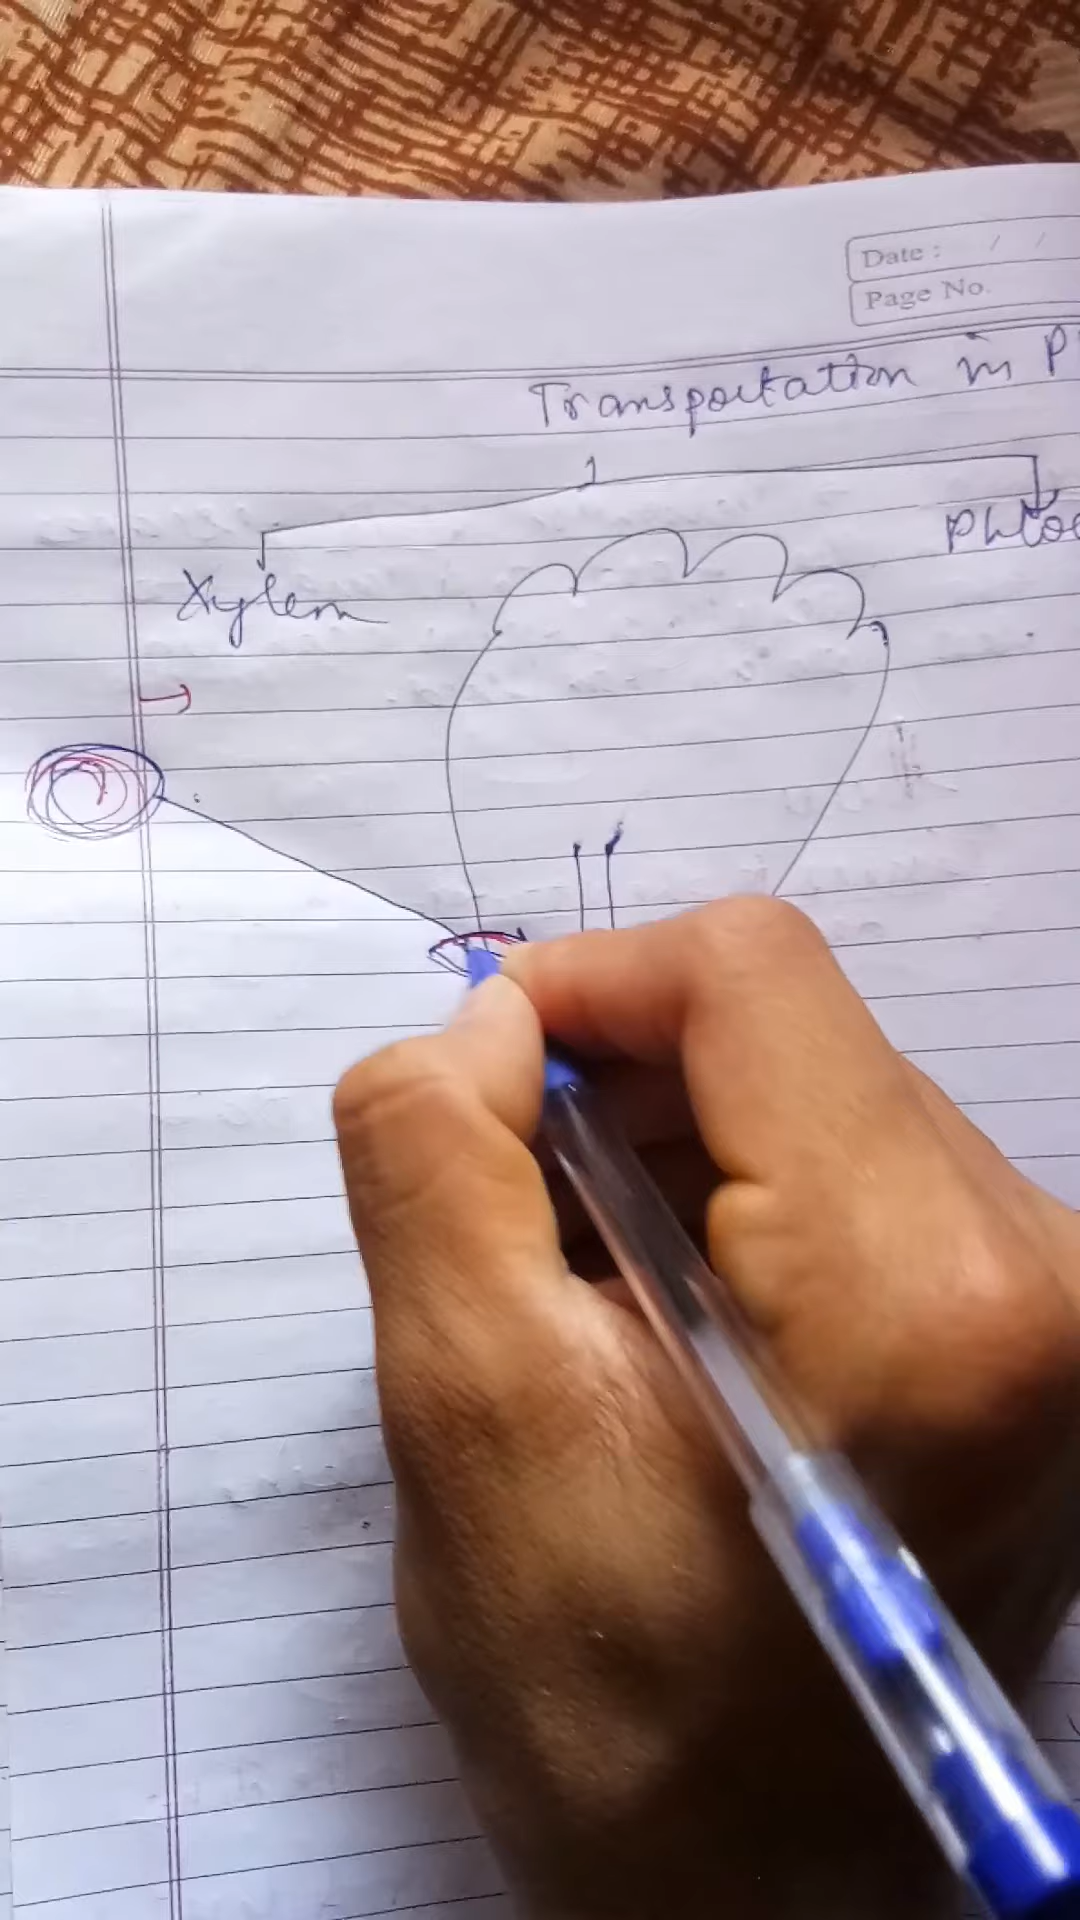 Date : / /
Page No.
Transportation in P
Xylem
Phloe